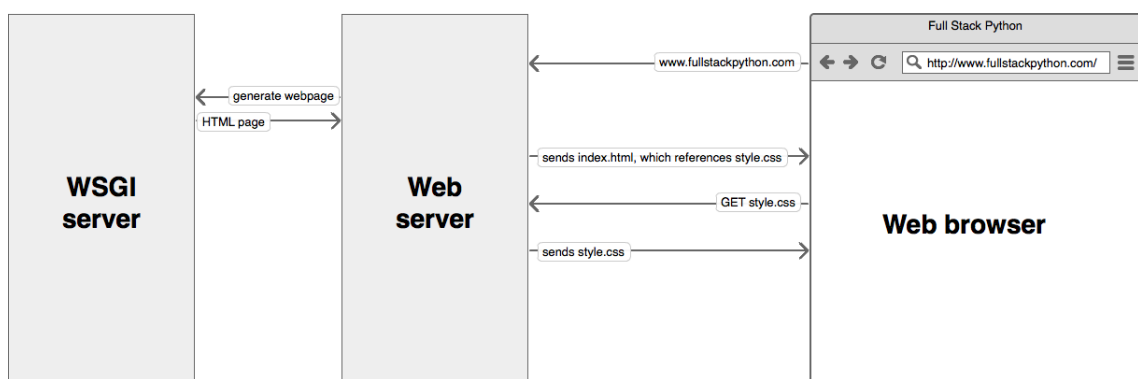 Full Stack Python
www.fullstackpython.com
http://www.fullstackpython.com/
generate webpage
HTML page
sends index.html, which references style.css
WSGI
server
Web
server
GET style.css
Web browser
sends style.css